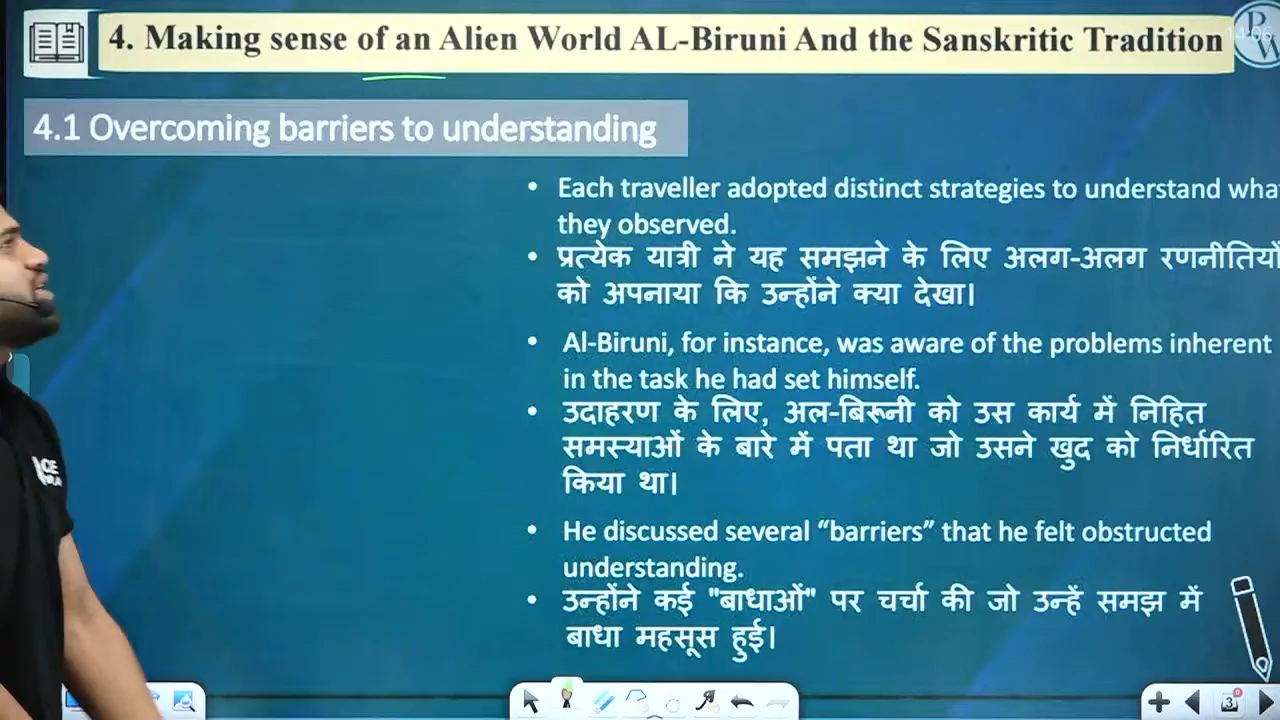 4. Making sense of an Alien World AL-Biruni And the Sanskritic Tradition
14:06
4.1 Overcoming barriers to understanding
• Each traveller adopted distinct strategies to understand wha
they observed.
• प्रत्येक यात्री ने यह समझने के लिए अलग-अलग रणनीतियों
को अपनाया कि उन्होंने क्या देखा।
• Al-Biruni, for instance, was aware of the problems inherent
in the task he had set himself.
• उदाहरण के लिए, अल-बिरूनी को उस कार्य में निहित
समस्याओं के बारे में पता था जो उसने खुद को निर्धारित
किया था।
• He discussed several “barriers” that he felt obstructed
understanding.
• उन्होंने कई "बाधाओं" पर चर्चा की जो उन्हें समझ में
बाधा महसूस हुई।
3
0